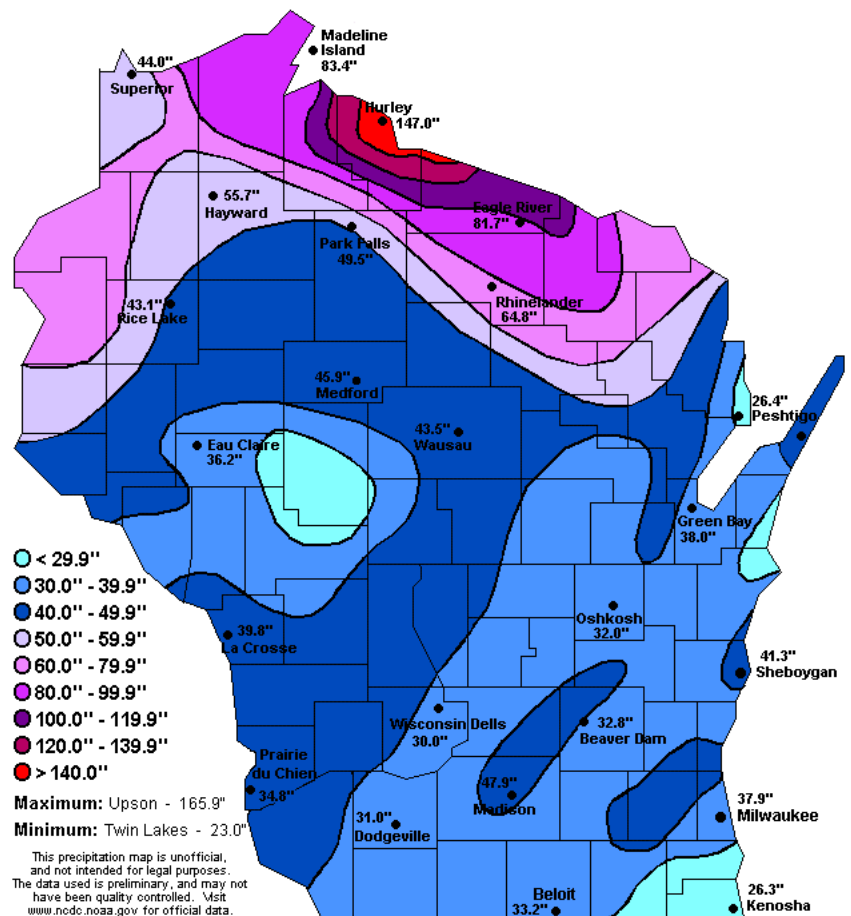 Madeline
Island
83.4"
44.0"
Superior
Hurley
147.0"
55.7"
Hayward
Eagle River
81.7"
Park Falls
49.5"
43.1"
Rice Lake
Rhinelander
64.8"
45.9"
Medford
26.4"
Peshtigo
43.5"
Wausau
Eau Claire
36.2"
Green Bay
38.0"
< 29.9"
30.0" - 39.9"
40.0" - 49.9"
50.0" - 59.9"
60.0" - 79.9"
80.0" - 99.9"
100.0" - 119.9"
120.0" - 139.9"
> 140.0"
Oshkosh
32.0"
39.8"
La Crosse
41.3"
Sheboygan
Wisconsin Dells
30.0"
32.8"
Beaver Dam
Prairie
du Chien
34.8"
47.9"
Madison
37.9"
Milwaukee
31.0"
Dodgeville
Maximum: Upson - 165.9"
Minimum: Twin Lakes - 23.0"
This precipitation map is unofficial,
and not intended for legal purposes.
The data used is preliminary, and may not
have been quality controlled. Visit
www.ncdc.noaa.gov for official data.
Beloit
33.2"
26.3"
Kenosha